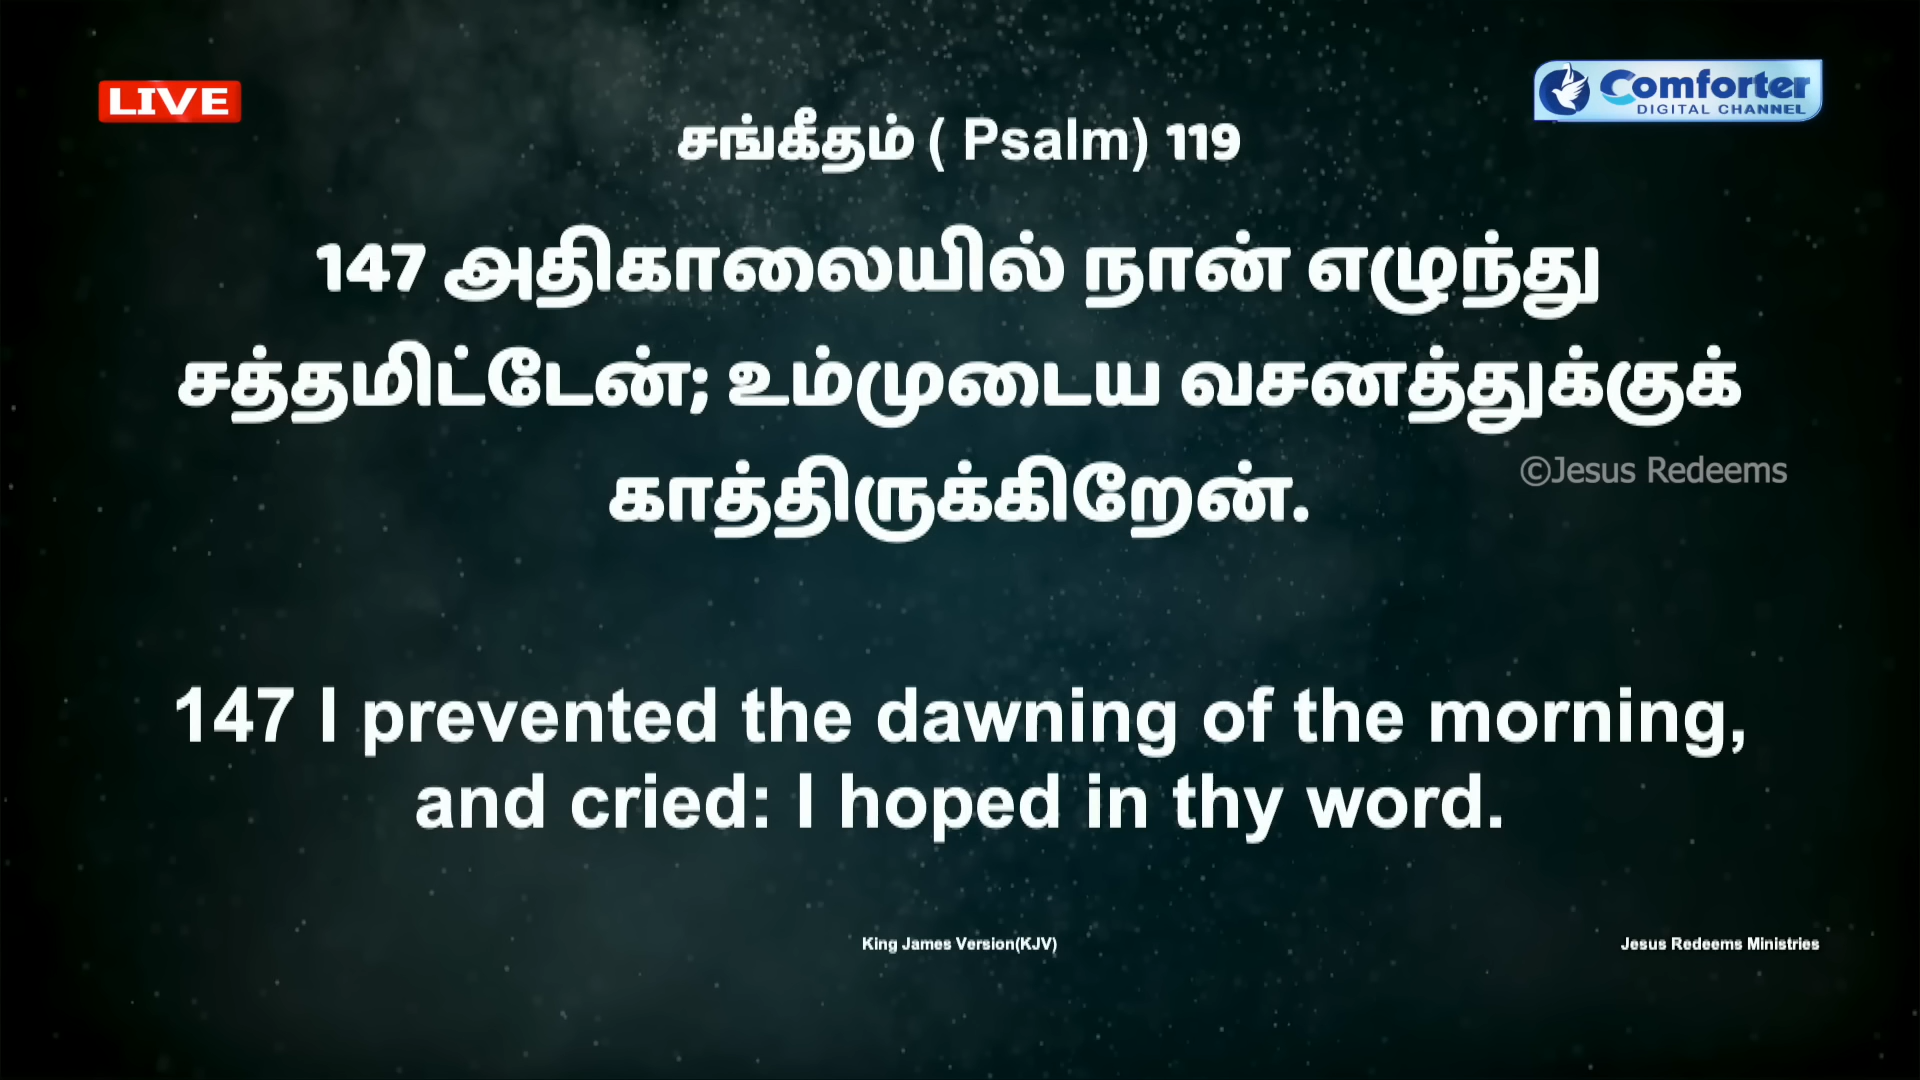 LIVE
Comforter
DIGITAL CHANNEL
சங்கீதம் ( Psalm) 119
147 அதிகாலையில் நான் எழுந்து
சத்தமிட்டேன்; உம்முடைய வசனத்துக்குக்
காத்திருக்கிறேன்.
©Jesus Redeems
147 I prevented the dawning of the morning,
and cried: I hoped in thy word.
King James Version(KJV)
Jesus Redeems Ministries